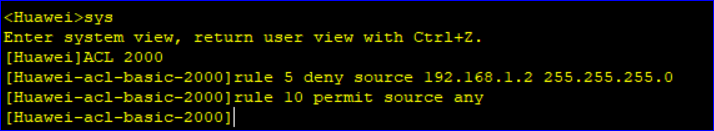 <Huawei>sys
Enter system view, return user view with Ctrl+Z.
[Huawei]ACL 2000
[Huawei-acl-basic-2000]rule 5 deny source 192.168.1.2 255.255.255.0
[Huawei-acl-basic-2000]rule 10 permit source any
[Huawei-acl-basic-2000]